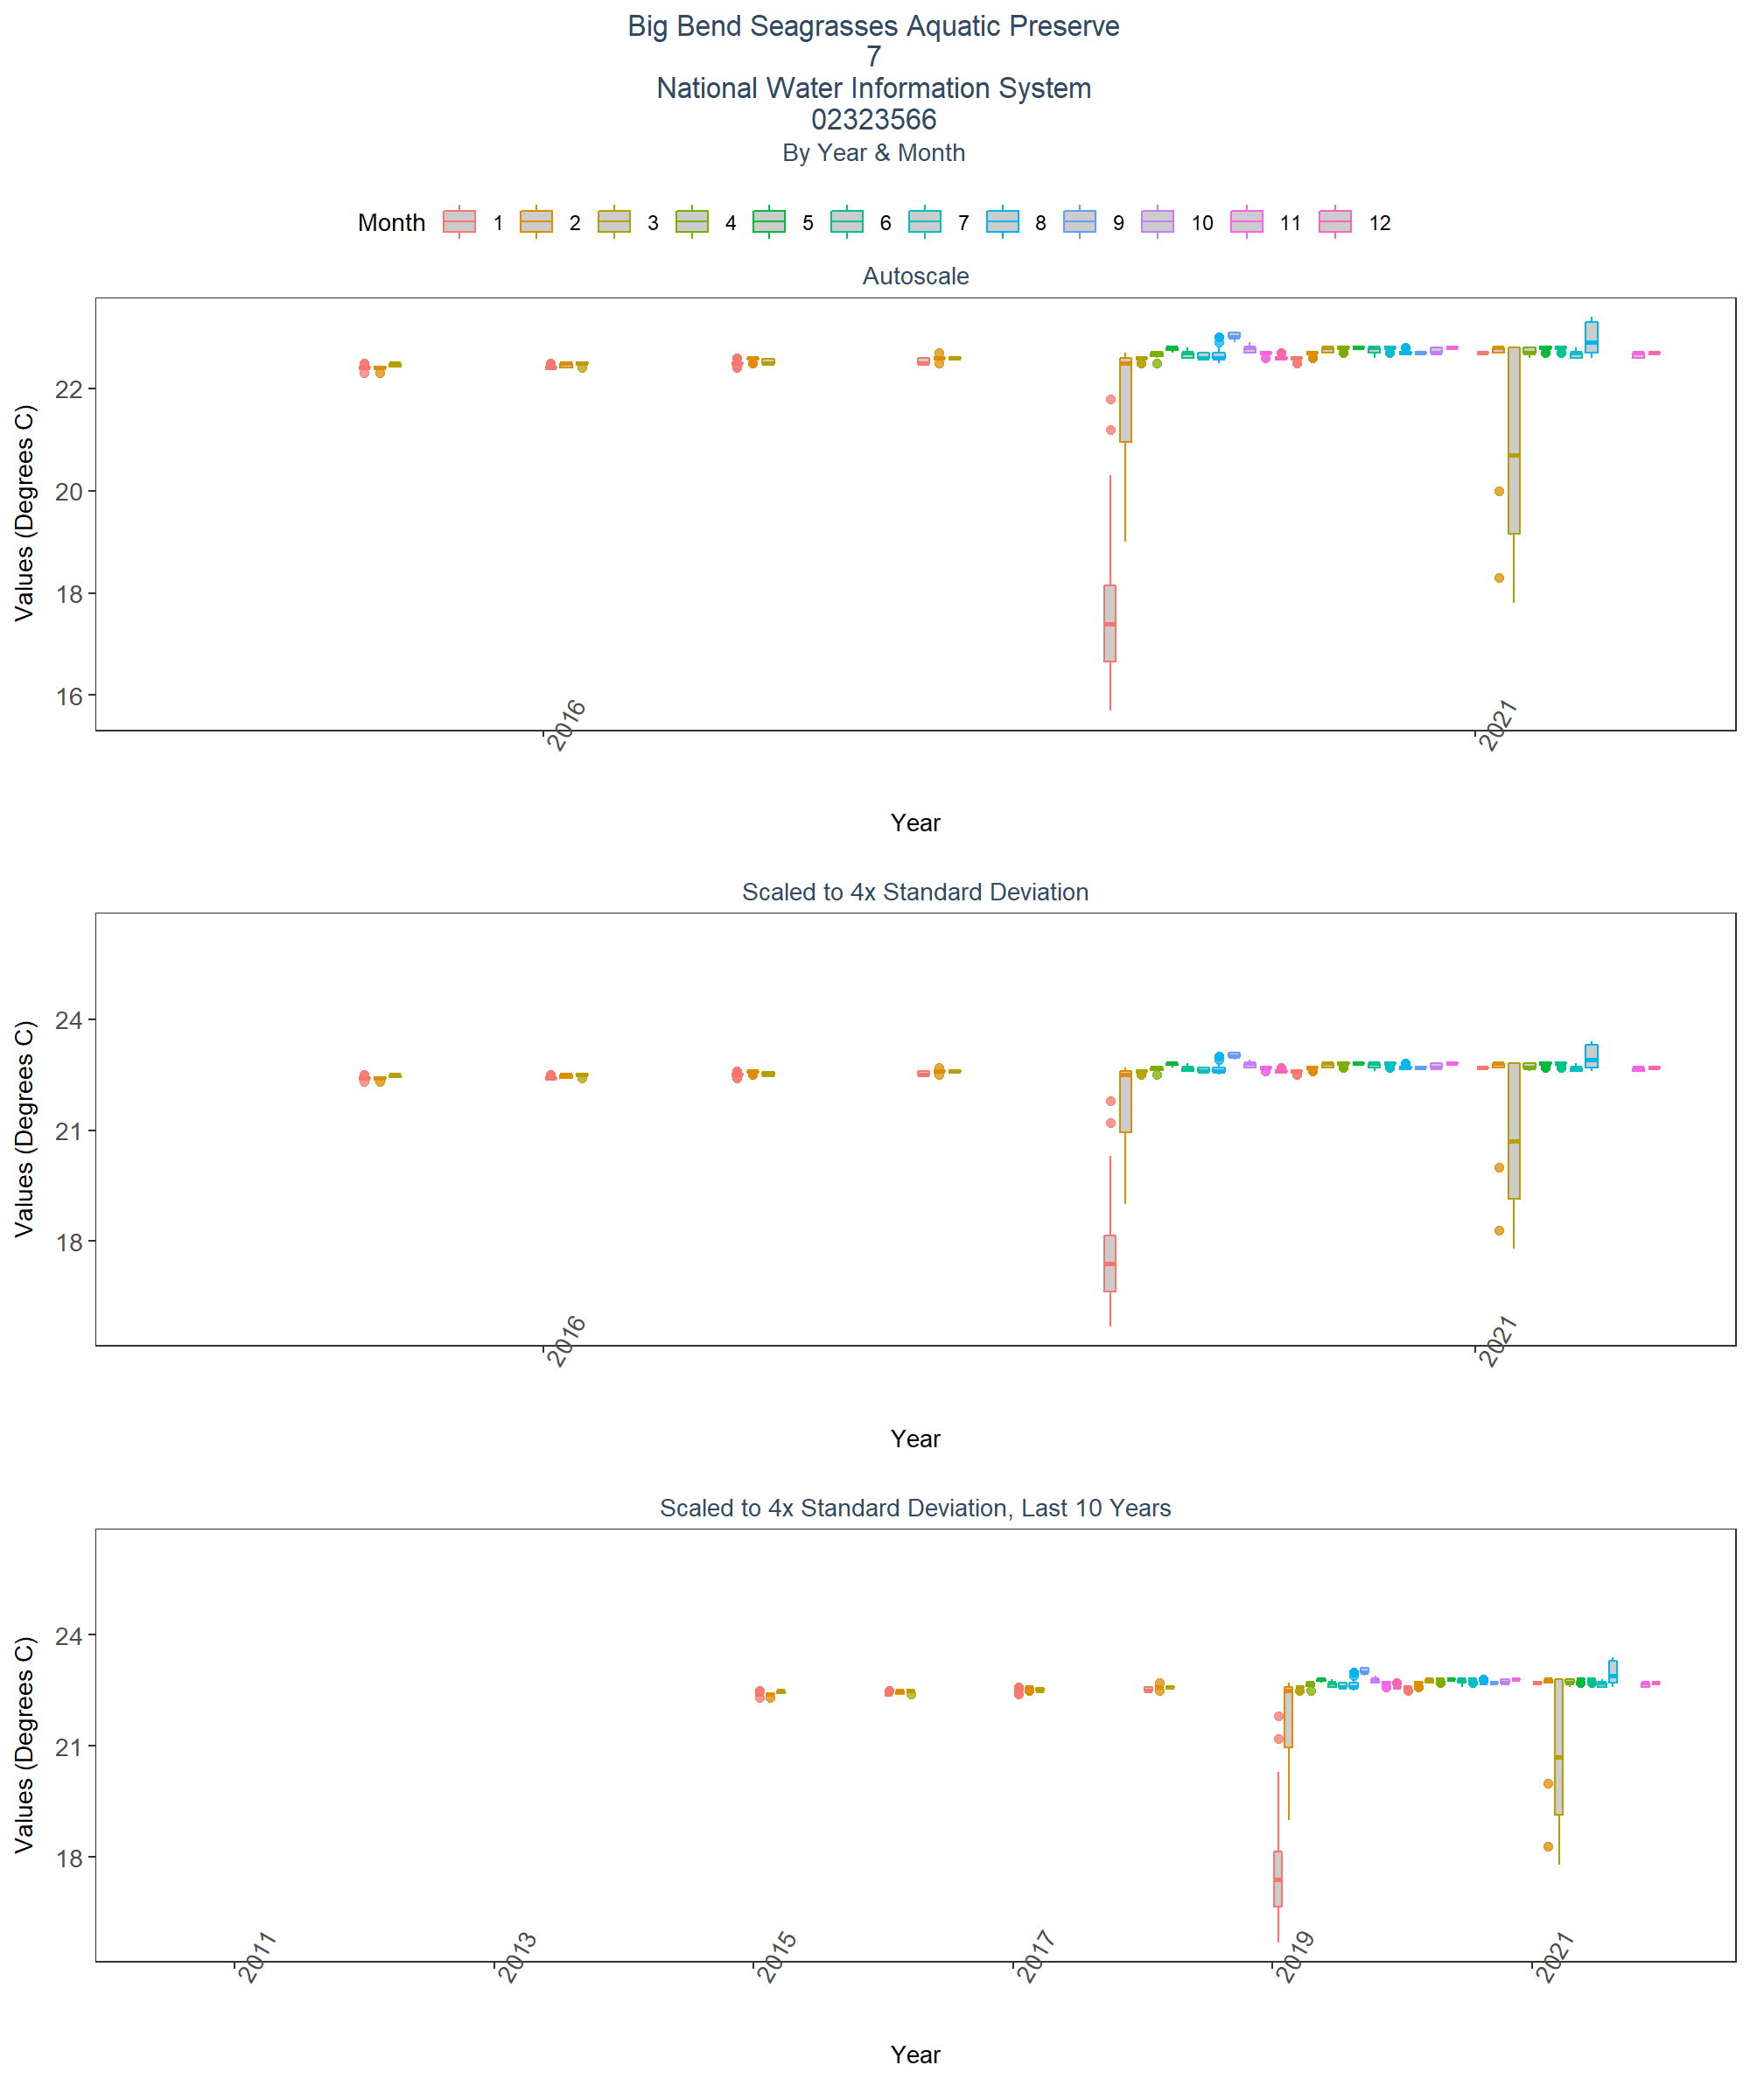 Big Bend Seagrasses Aquatic Preserve
7
National Water Information System
02323566
By Year & Month
Month 1 2 3 4 5 6 7 8 9 10 11 12
Autoscale
Values (Degrees C)
22
20
18
16
2016 2021
Year
Scaled to 4x Standard Deviation
Values (Degrees C)
24
21
18
2016 2021
Year
Scaled to 4x Standard Deviation, Last 10 Years
Values (Degrees C)
24
21
18
2011 2013 2015 2017 2019 2021
Year